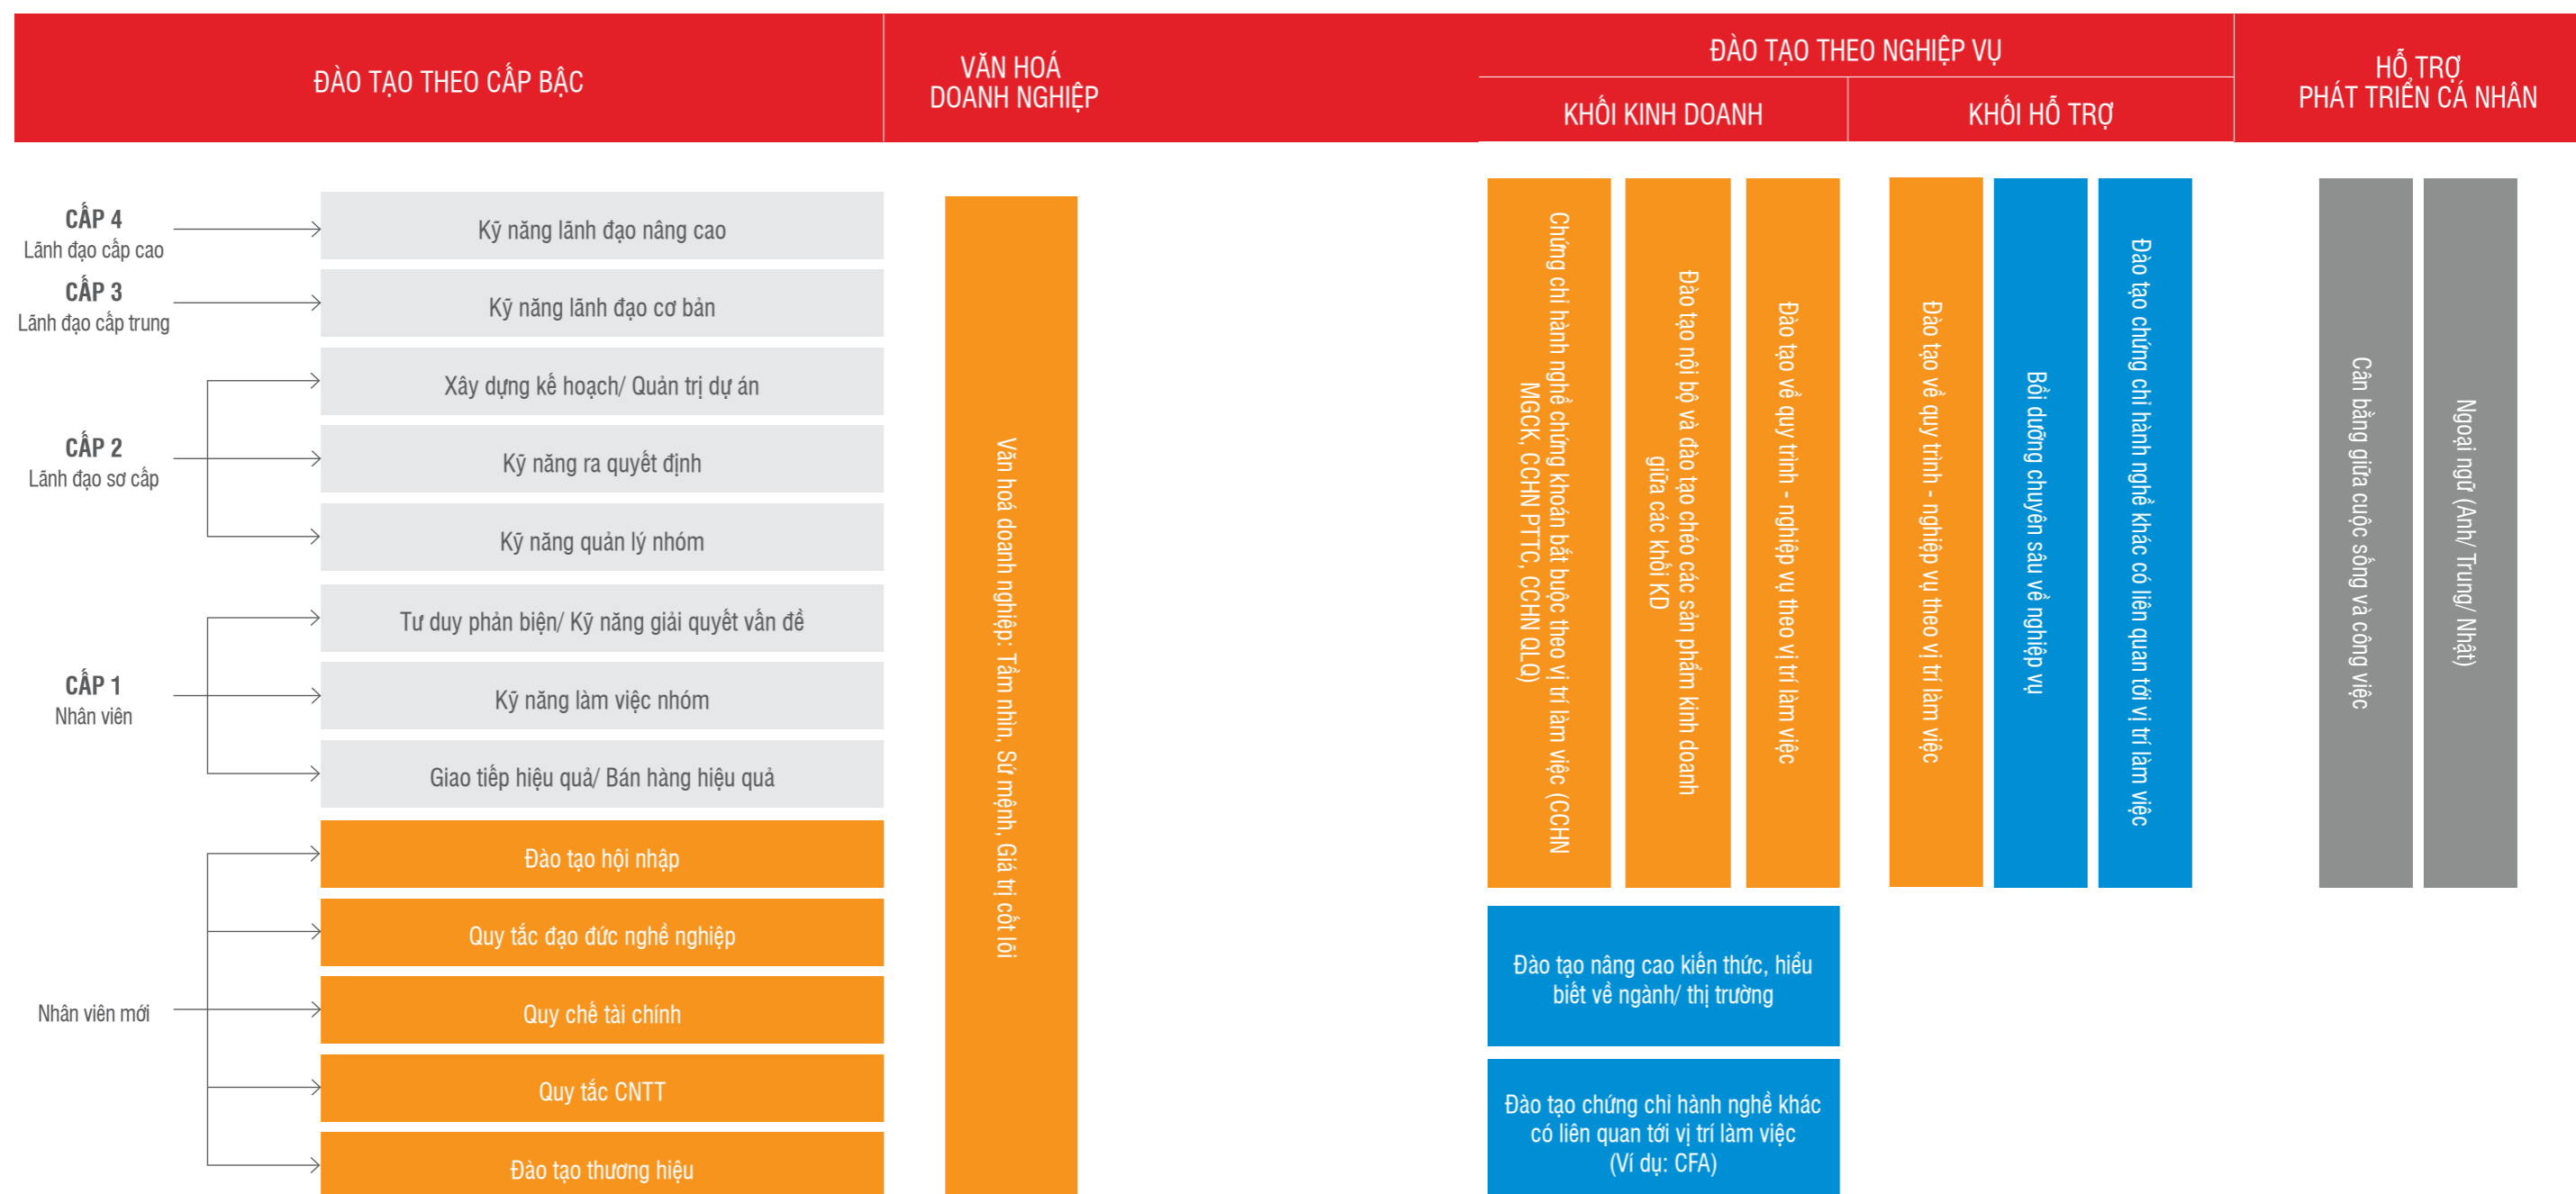 ĐÀO TẠO THEO CẤP BẬC
VĂN HOÁ
DOANH NGHIỆP
ĐÀO TẠO THEO NGHIỆP VỤ
KHỐI KINH DOANH
KHỐI HỖ TRỢ
HỖ TRỢ
PHÁT TRIỂN CÁ NHÂN
CẤP 4
Lãnh đạo cấp cao
Kỹ năng lãnh đạo nâng cao
CẤP 3
Lãnh đạo cấp trung
Kỹ năng lãnh đạo cơ bản
CẤP 2
Lãnh đạo sơ cấp
Xây dựng kế hoạch/ Quản trị dự án
Kỹ năng ra quyết định
Kỹ năng quản lý nhóm
CẤP 1
Nhân viên
Tư duy phản biện/ Kỹ năng giải quyết vấn đề
Kỹ năng làm việc nhóm
Giao tiếp hiệu quả/ Bán hàng hiệu quả
Nhân viên mới
Đào tạo hội nhập
Quy tắc đạo đức nghề nghiệp
Quy chế tài chính
Quy tắc CNTT
Đào tạo thương hiệu
Văn hoá doanh nghiệp: Tầm nhìn, Sứ mệnh, Giá trị cốt lõi
Chứng chỉ hành nghề chứng khoán bắt buộc theo vị trí làm việc (CCHN
MGCK, CCHN PTTC, CCHN QLQ)
Đào tạo nội bộ và đào tạo chéo các sản phẩm kinh doanh
giữa các khối KD
Đào tạo về quy trình - nghiệp vụ theo vị trí làm việc
Đào tạo về quy trình - nghiệp vụ theo vị trí làm việc
Bồi dưỡng chuyên sâu về nghiệp vụ
Đào tạo chứng chỉ hành nghề khác có liên quan tới vị trí làm việc
Cân bằng giữa cuộc sống và công việc
Ngoại ngữ (Anh/ Trung/ Nhật)
Đào tạo nâng cao kiến thức, hiểu
biết về ngành/ thị trường
Đào tạo chứng chỉ hành nghề khác
có liên quan tới vị trí làm việc
(Ví dụ: CFA)